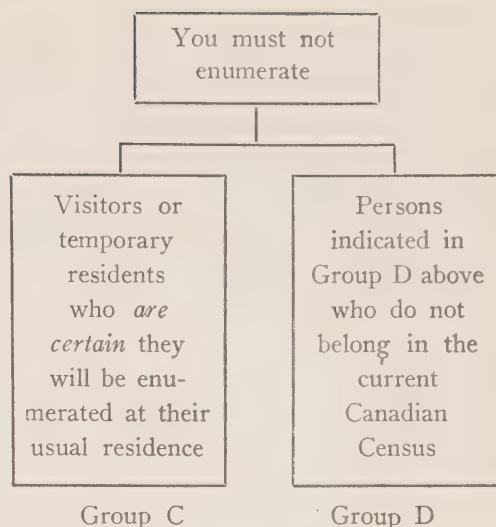 You must not
enumerate
Visitors or
temporary
residents
who are
certain they
will be enu-
merated at their
usual residence
Group C
Persons
indicated in
Group D above
who do not
belong in the
current
Canadian
Census
Group D